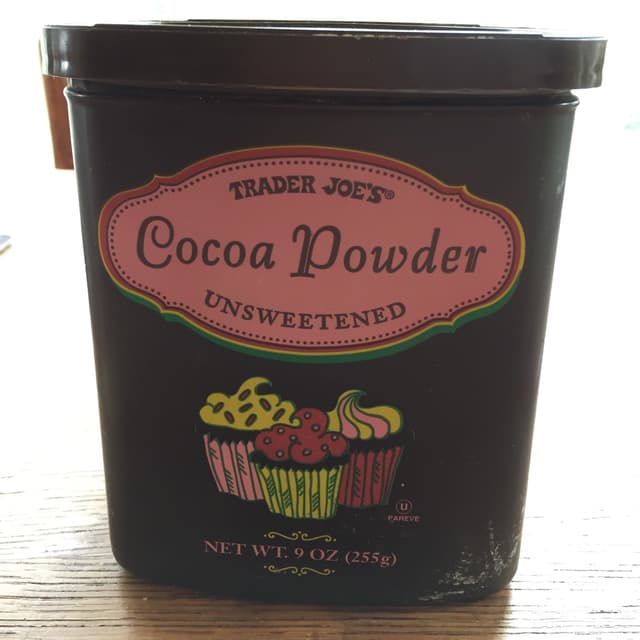 TRADER JOE'S®
Cocoa Powder
UNSWEETENED
U
PAREVE
NET WT. 9 OZ (255g)